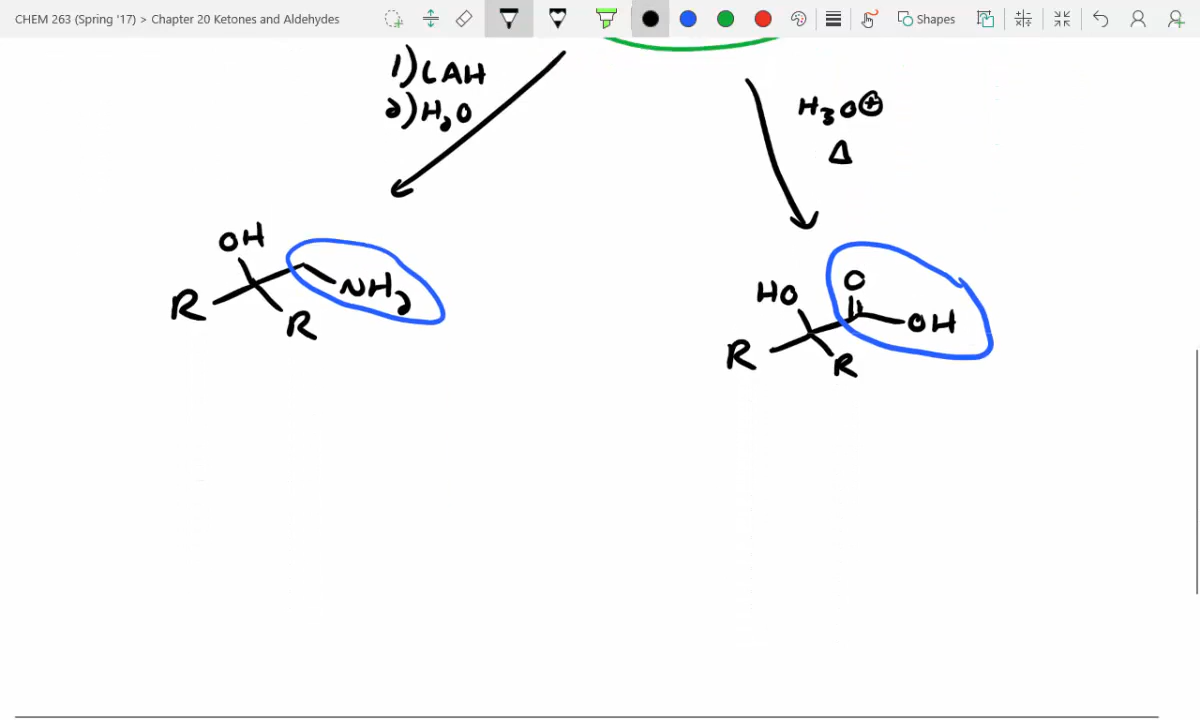 CHEM 263 (Spring '17) > Chapter 20 Ketones and Aldehydes
Shapes
1) LAH
2) H₂O
H₃O⊕
Δ
OH
R
NH₂
R
HO
O
OH
R
R